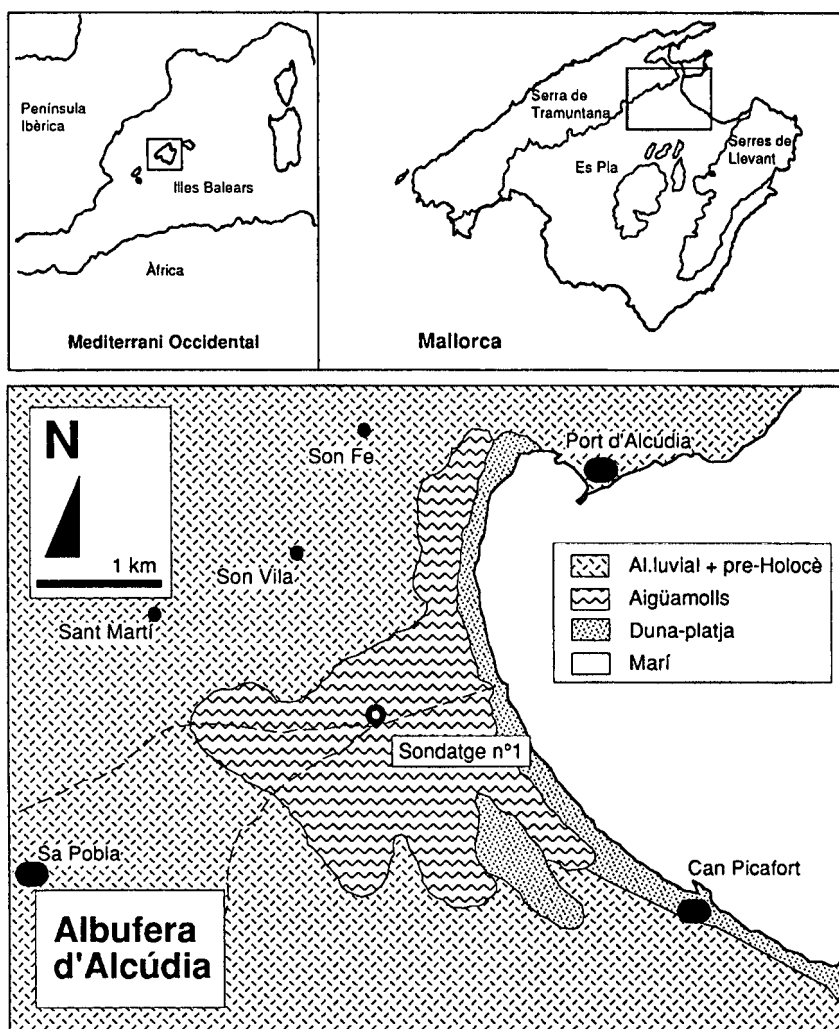 Península
Ibèrica
Illes Balears
Àfrica
Mediterrani Occidental
Serra de
Tramuntana
Serres de
Llevant
Es Pla
Mallorca
N
1 km
Son Fe
Port d'Alcúdia
Son Vila
Sant Martí
Al.luvial + pre-Holocè
Aigüamolls
Duna-platja
Marí
Sondatge nº1
Sa Pobla
Can Picafort
Albufera
d'Alcúdia